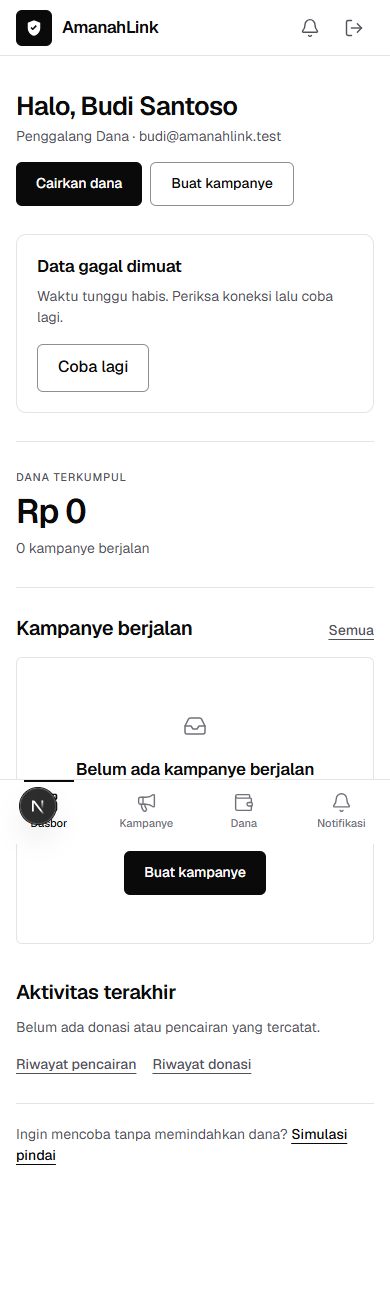 AmanahLink
Halo, Budi Santoso
Penggalang Dana · budi@amanahlink.test
Cairkan dana
Buat kampanye
Data gagal dimuat
Waktu tunggu habis. Periksa koneksi lalu coba
lagi.
Coba lagi
DANA TERKUMPUL
Rp 0
0 kampanye berjalan
Kampanye berjalan
Semua
Belum ada kampanye berjalan
N
Dasbor
Kampanye
Dana
Notifikasi
Buat kampanye
Aktivitas terakhir
Belum ada donasi atau pencairan yang tercatat.
Riwayat pencairan
Riwayat donasi
Ingin mencoba tanpa memindahkan dana? Simulasi
pindai